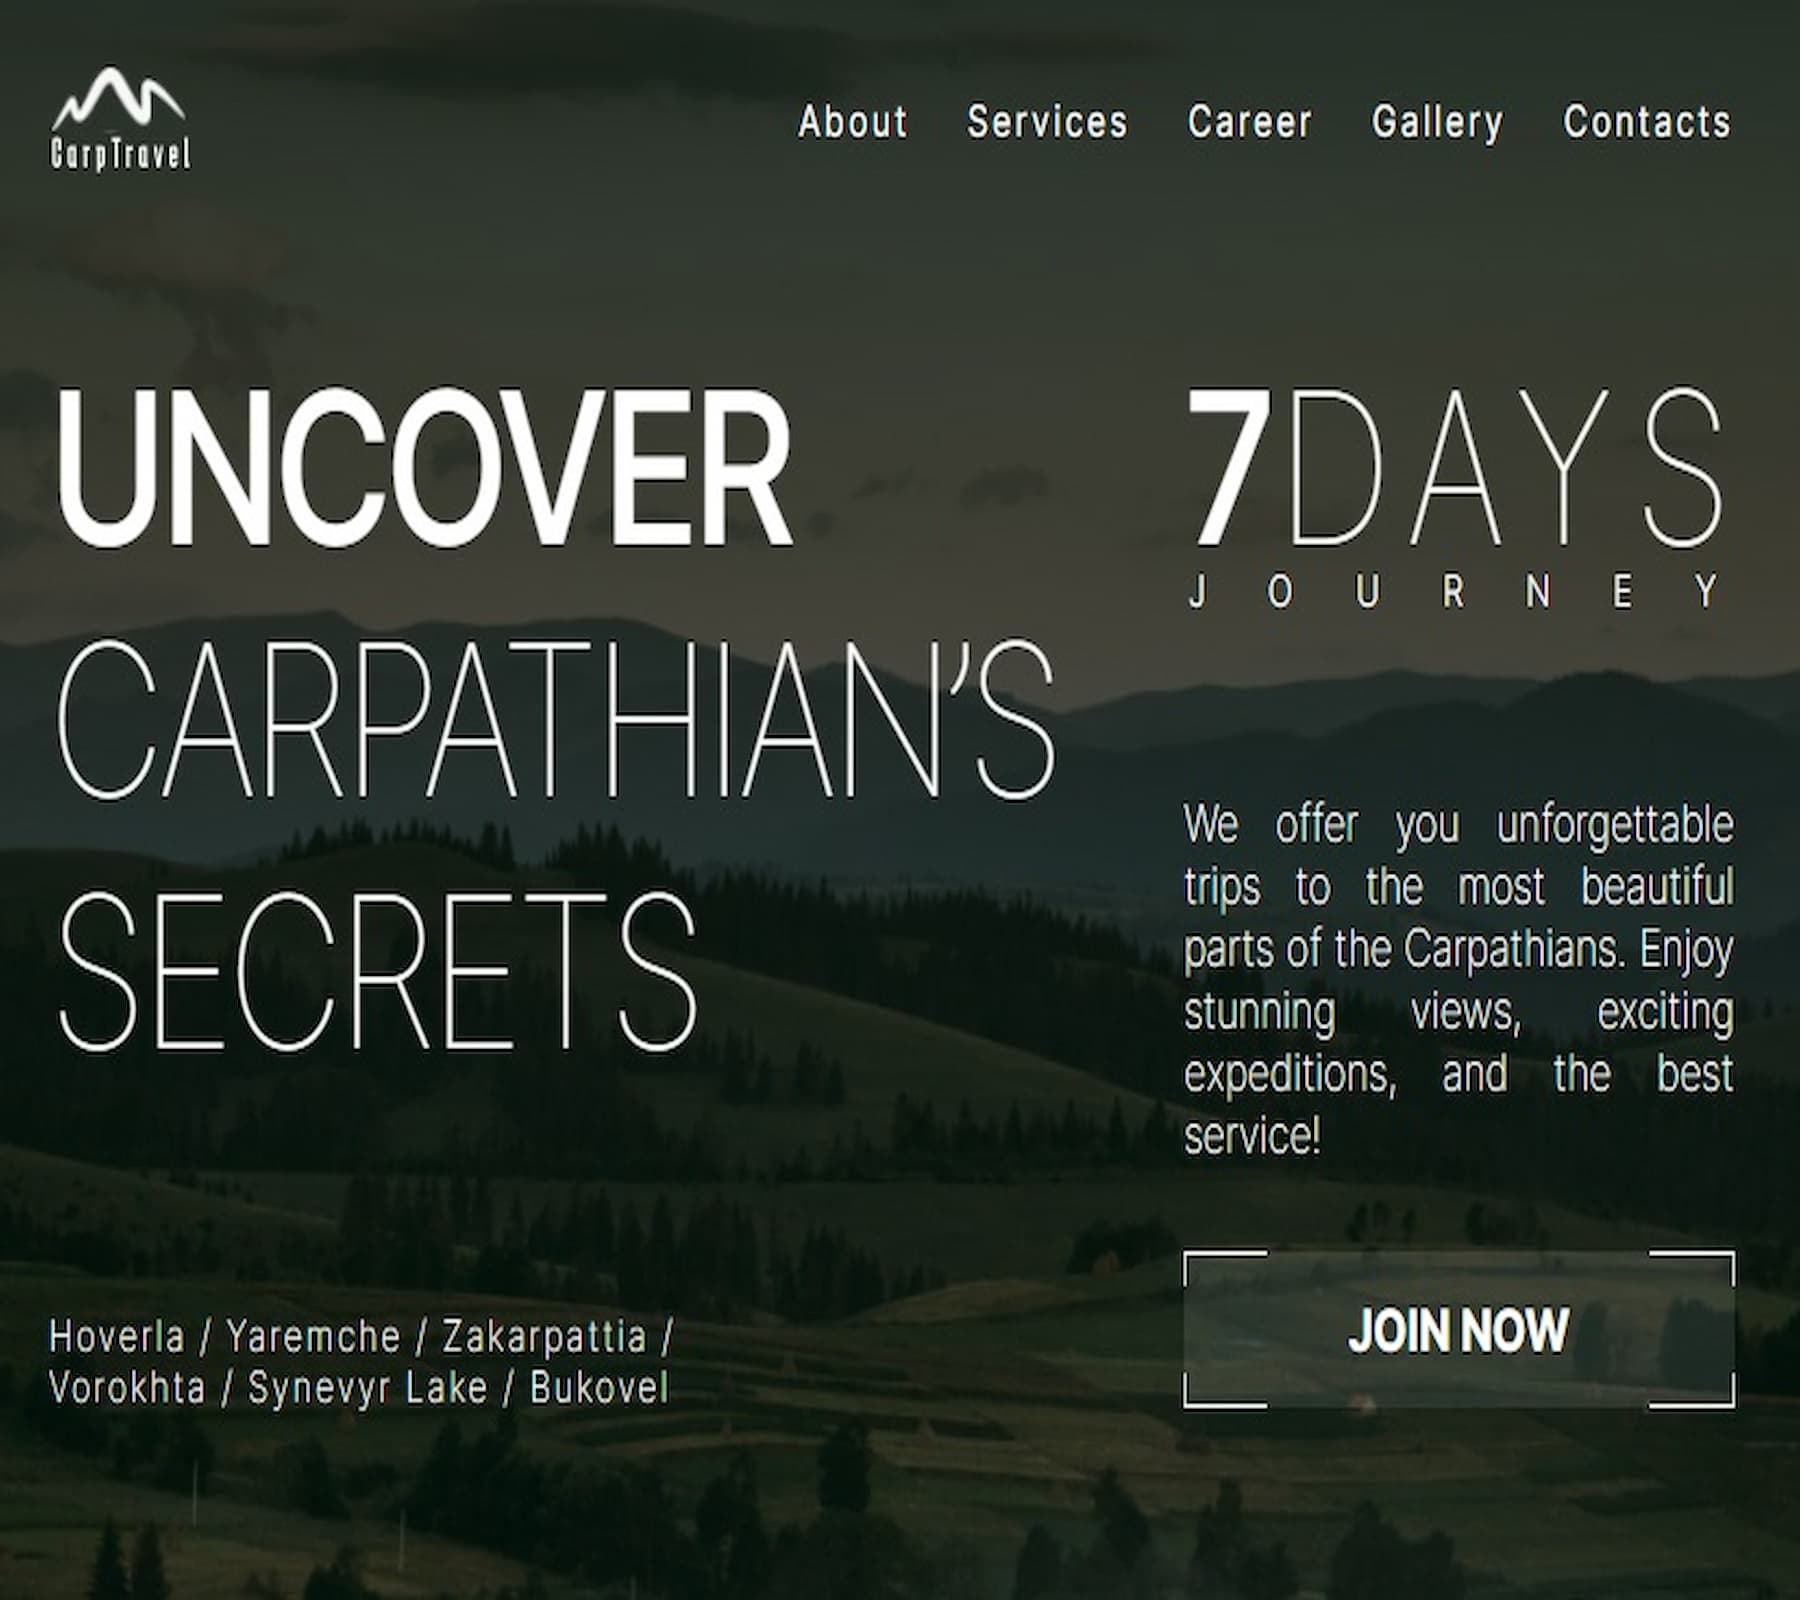 CarpTravel
About Services Career Gallery Contacts
UNCOVER
CARPATHIAN’S
SECRETS
7DAYS
JOURNEY
We offer you unforgettable
trips to the most beautiful
parts of the Carpathians. Enjoy
stunning views, exciting
expeditions, and the best
service!
JOIN NOW
Hoverla / Yaremche / Zakarpattia /
Vorokhta / Synevyr Lake / Bukovel